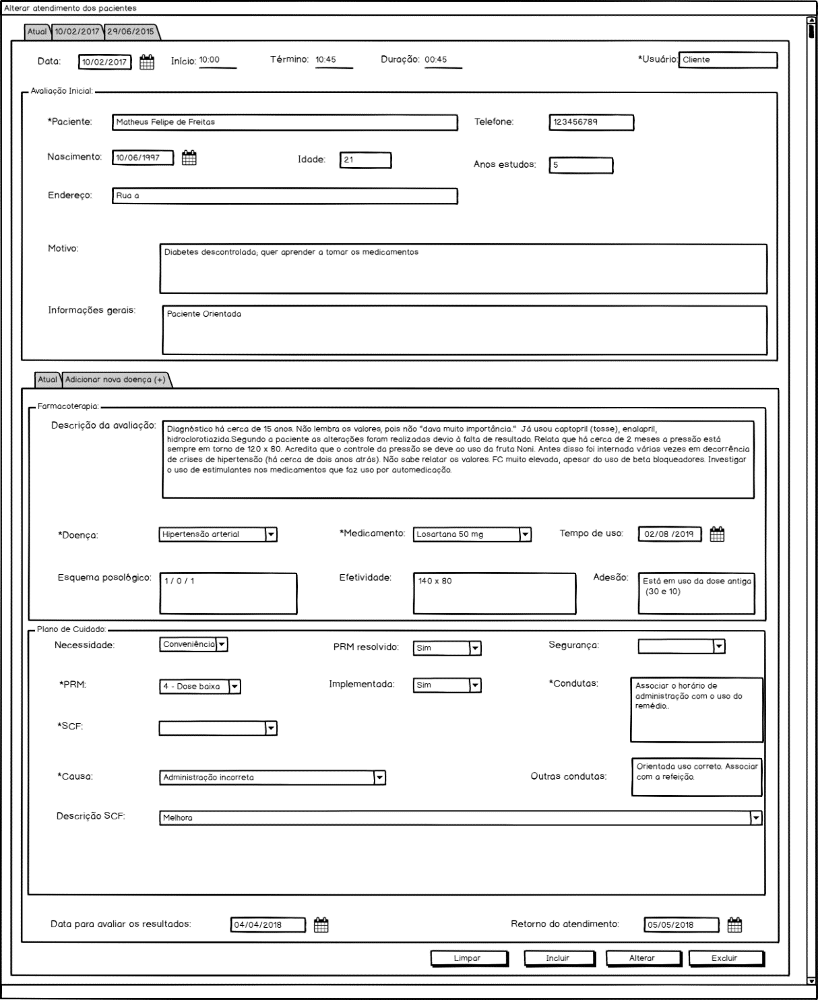 Alterar atendimento dos pacientes
Atual 10/02/2017 29/06/2015
Data: 10/02/2017 Início: 10:00 Término: 10:45 Duração: 00:45 *Usuário: Cliente
Avaliação Inicial:
*Paciente: Matheus Felipe de Freitas Telefone: 123456789
Nascimento: 10/06/1997 Idade: 21 Anos estudos: 5
Endereço: Rua a
Motivo: Diabetes descontrolada; quer aprender a tomar os medicamentos
Informações gerais: Paciente Orientada
Atual Adicionar nova doença (+)
Farmacoterapia:
Descrição da avaliação: Diagnóstico há cerca de 15 anos. Não lembra os valores, pois não "dava muito importância." Já usou captopril (tosse), enalapril,
hidroclorotiazida.Segundo a paciente as alterações foram realizadas devio à falta de resultado. Relata que há cerca de 2 meses a pressão está
sempre em torno de 120 x 80. Acredita que o controle da pressão se deve ao uso da fruta Noni. Antes disso foi internada várias vezes em decorrência
de crises de hipertensão (há cerca de dois anos atrás). Não sabe relatar os valores. FC muito elevada, apesar do uso de beta bloqueadores. Investigar
o uso de estimulantes nos medicamentos que faz uso por automedicação.
*Doença: Hipertensão arterial *Medicamento: Losartana 50 mg Tempo de uso: 02/08 /2019
Esquema posológico: 1 / 0 / 1 Efetividade: 140 x 80 Adesão: Está em uso da dose antiga
(30 e 10)
Plano de Cuidado:
Necessidade: Conveniência PRM resolvido: Sim Segurança:
*PRM: 4 - Dose baixa Implementada: Sim *Condutas: Associar o horário de
administração com o uso do
remédio..
*SCF:
*Causa: Administração incorreta Outras condutas: Orientada uso correto. Associar
com a refeição.
Descrição SCF: Melhora
Data para avaliar os resultados: 04/04/2018 Retorno do atendimento: 05/05/2018
Limpar Incluir Alterar Excluir